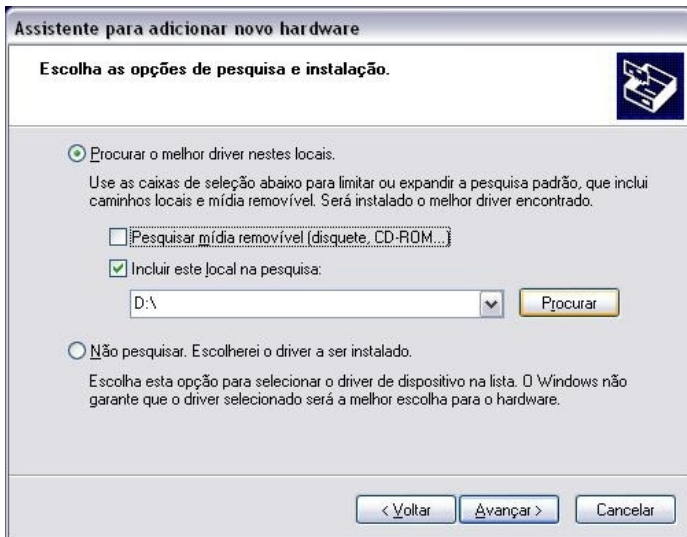 Assistente para adicionar novo hardware
Escolha as opções de pesquisa e instalação.
Procurar o melhor driver nestes locais.
Use as caixas de seleção abaixo para limitar ou expandir a pesquisa padrão, que inclui
caminhos locais e mídia removível. Será instalado o melhor driver encontrado.
Pesquisar mídia removível (disquete, CD-ROM...)
Incluir este local na pesquisa:
D:\
Procurar
Não pesquisar. Escolherei o driver a ser instalado.
Escolha esta opção para selecionar o driver de dispositivo na lista. O Windows não
garante que o driver selecionado será a melhor escolha para o hardware.
< Voltar
Avançar >
Cancelar